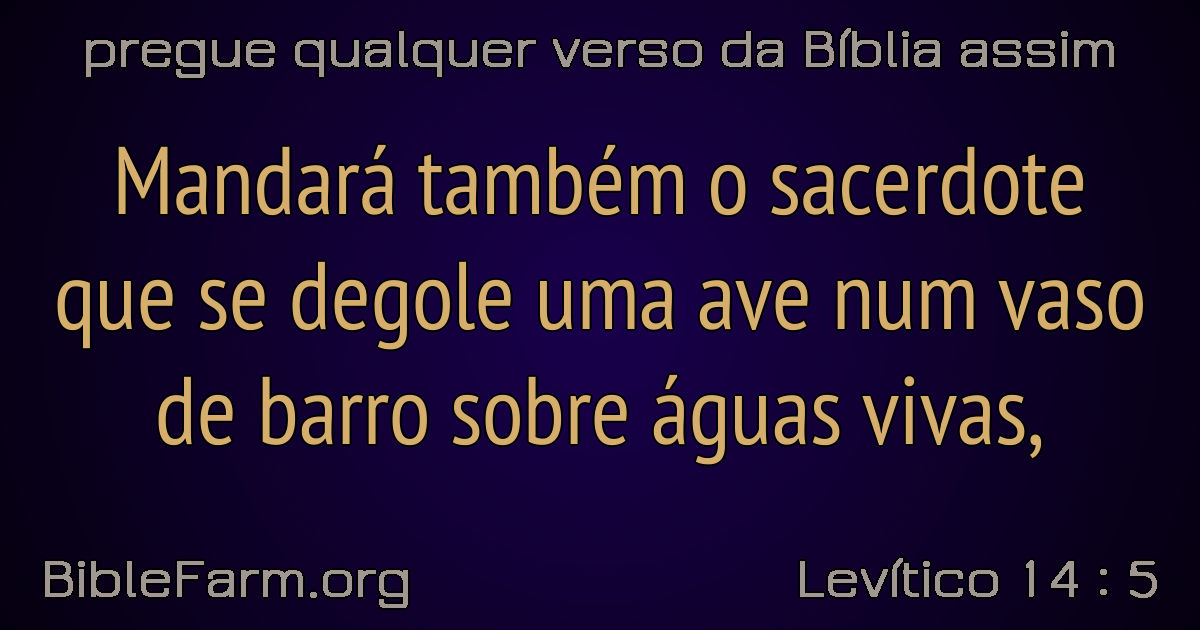 pregue qualquer verso da Bíblia assim
Mandará também o sacerdote
que se degole uma ave num vaso
de barro sobre águas vivas,
BibleFarm.org
Levítico 14 : 5